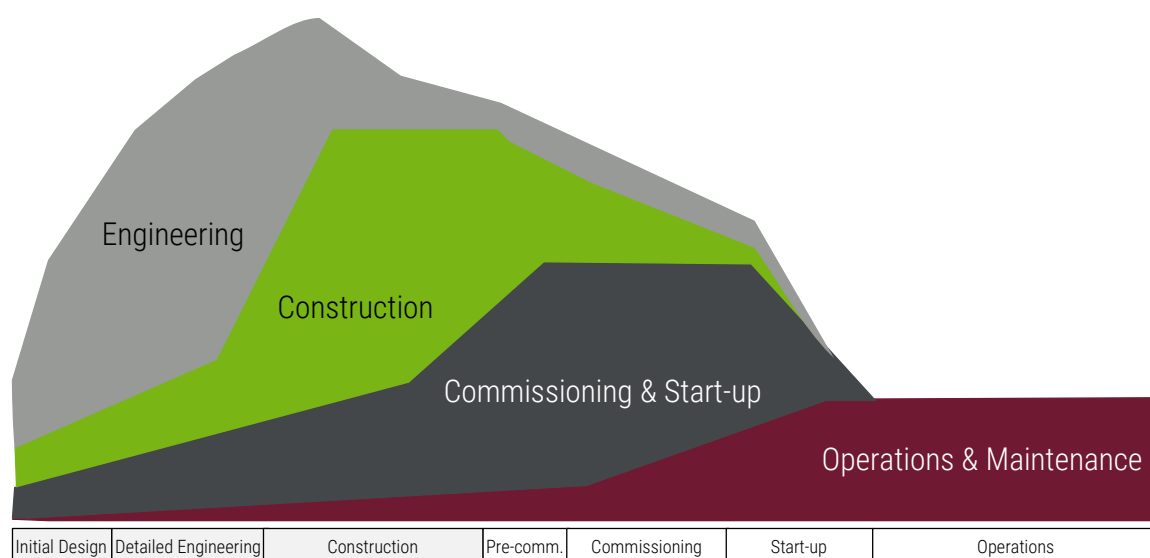 Engineering
Construction
Commissioning & Start-up
Operations & Maintenance
Initial Design
Detailed Engineering
Construction
Pre-comm.
Commissioning
Start-up
Operations